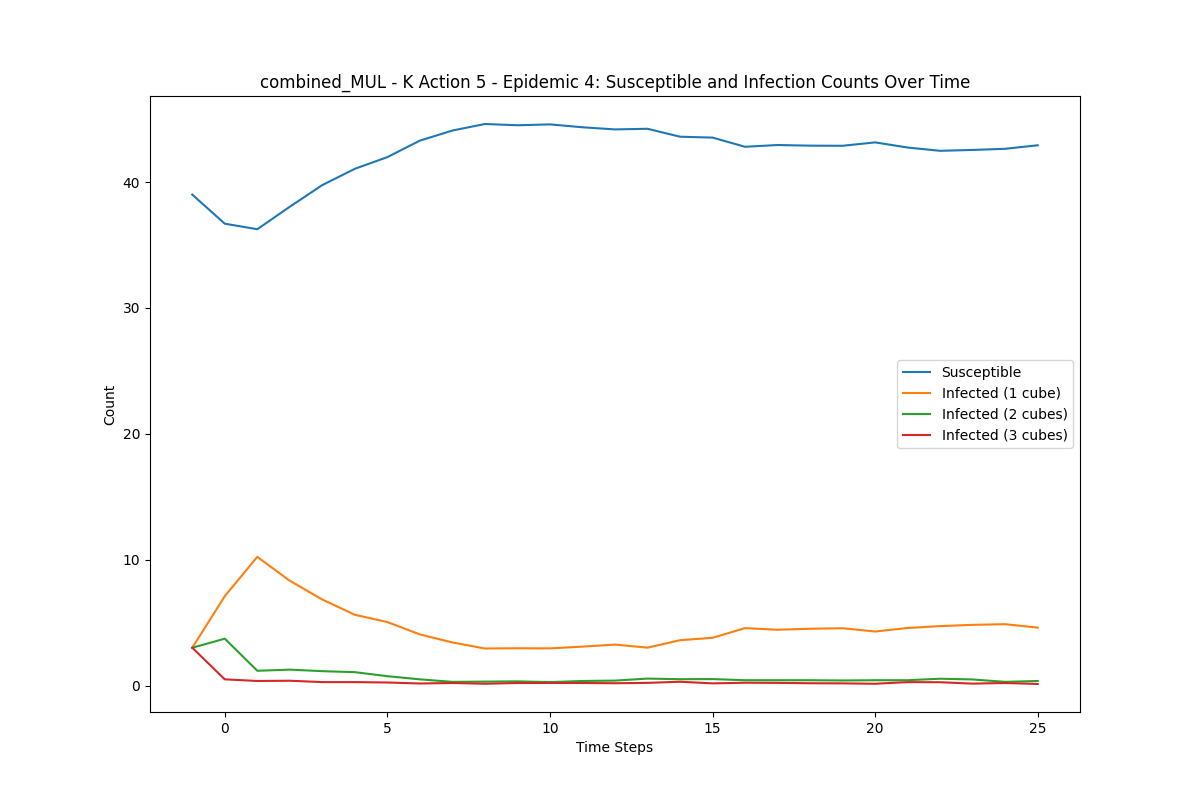 combined_MUL - K Action 5 - Epidemic 4: Susceptible and Infection Counts Over Time
Count
40
30
20
10
0
Susceptible
Infected (1 cube)
Infected (2 cubes)
Infected (3 cubes)
0 5 10 15 20 25
Time Steps